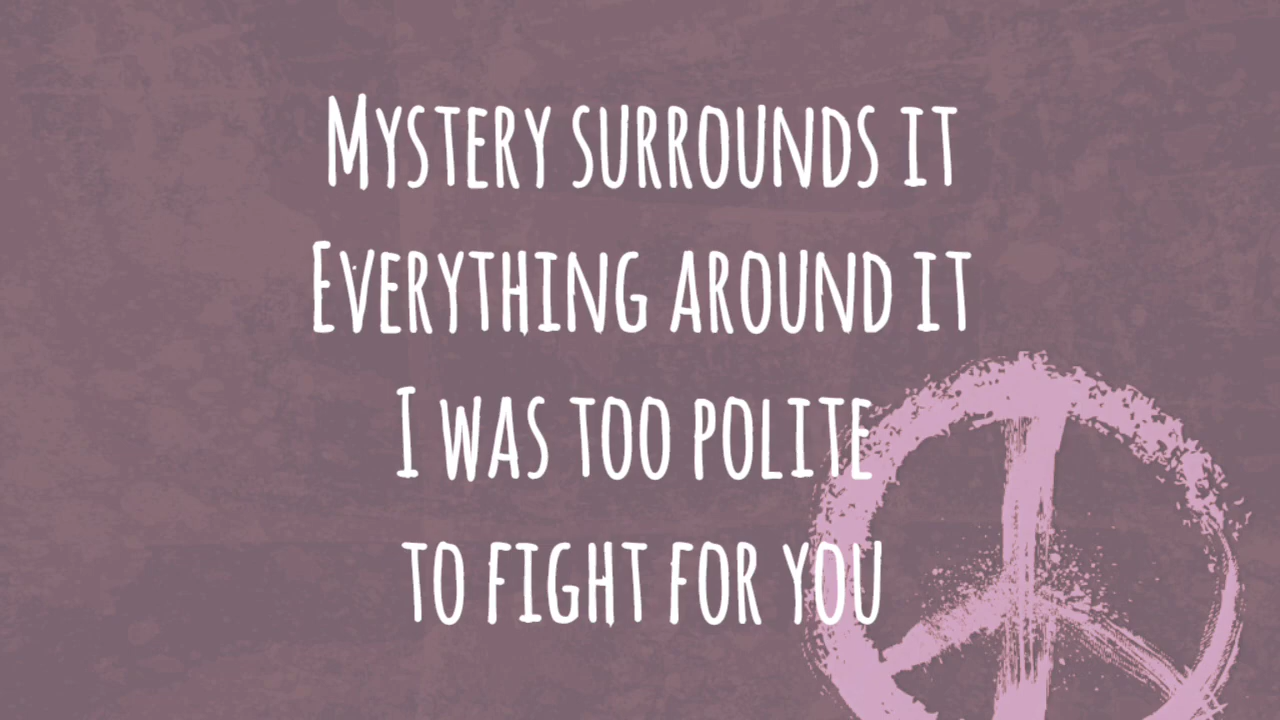 Mystery surrounds it
Everything around it
I was too polite
to fight for you